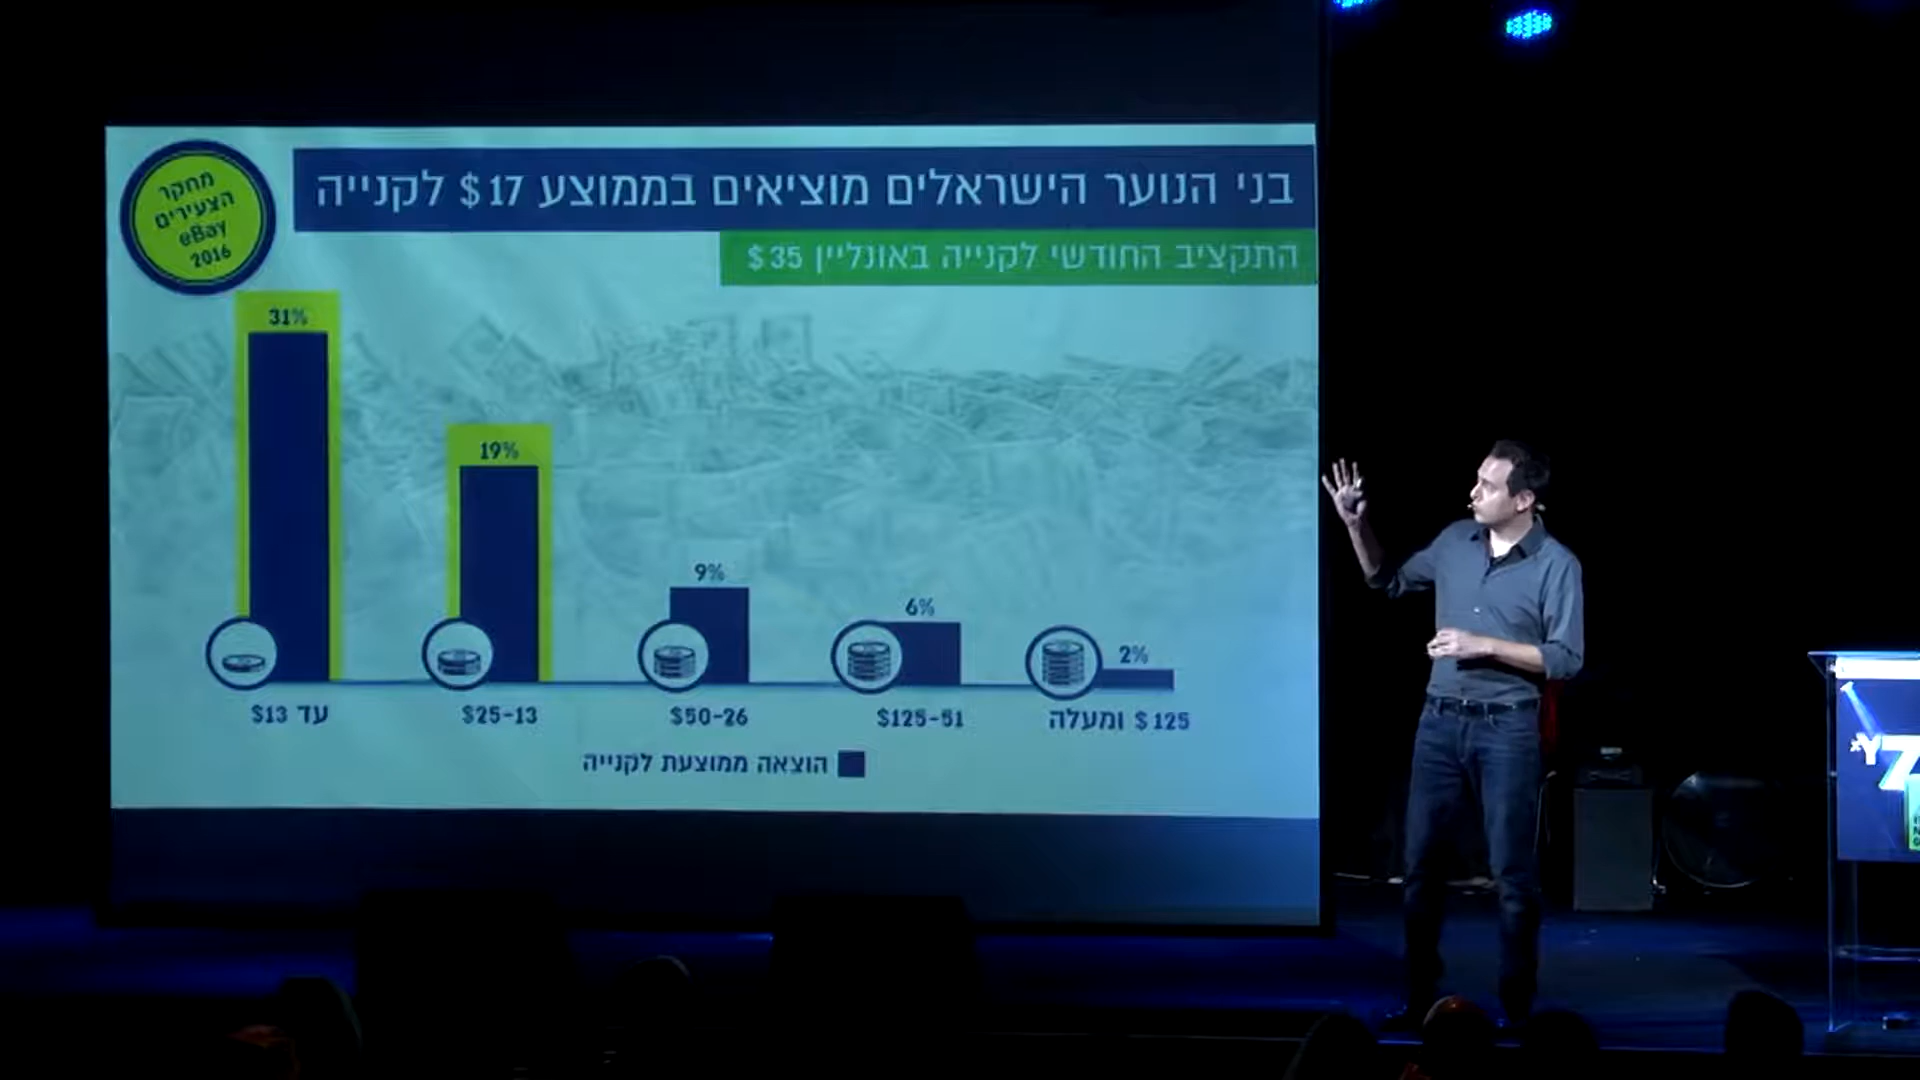 בני הנוער הישראלים מוציאים בממוצע 17$ לקנייה
התקציב החודשי לקנייה באונליין 35$
מחקר
הצעירים
eBay
2016
31%
19%
9%
6%
2%
עד 13$
13-25$
26-50$
51-125$
125$ ומעלה
הוצאה ממוצעת לקנייה